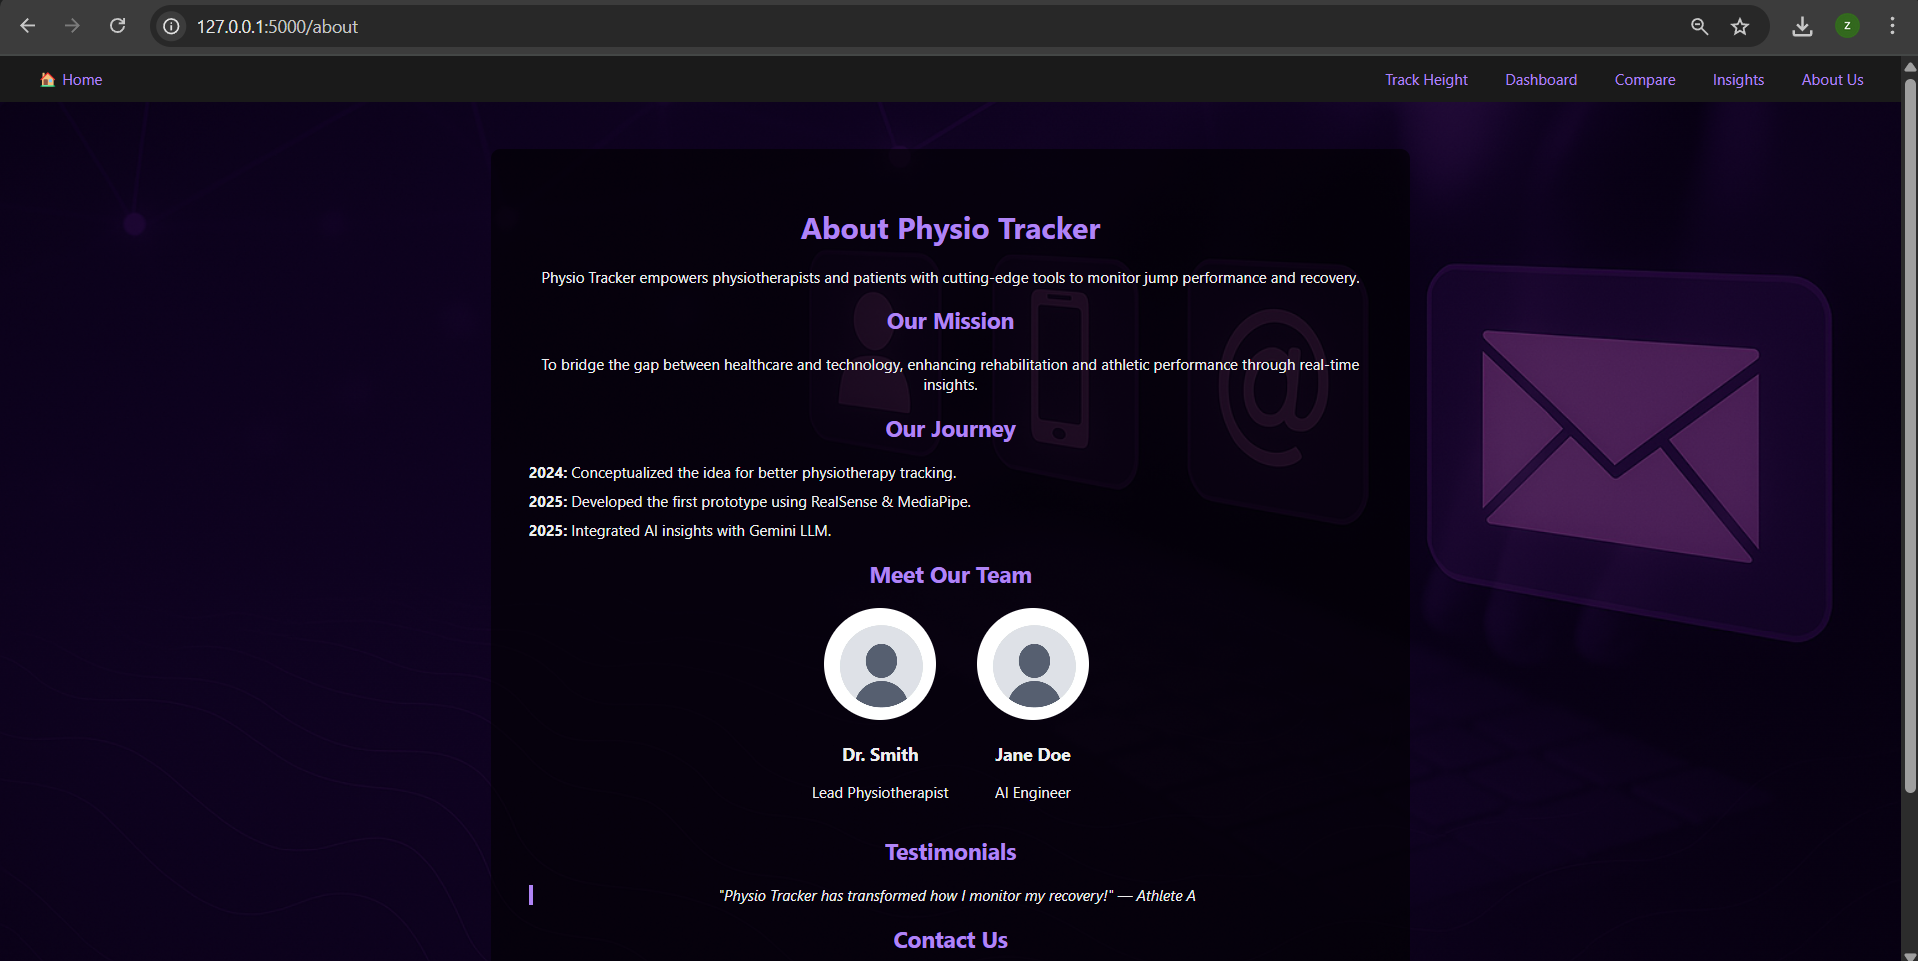 127.0.0.1:5000/about
Z
Home
Track Height
Dashboard
Compare
Insights
About Us
About Physio Tracker
Physio Tracker empowers physiotherapists and patients with cutting-edge tools to monitor jump performance and recovery.
Our Mission
To bridge the gap between healthcare and technology, enhancing rehabilitation and athletic performance through real-time
insights.
Our Journey
2024: Conceptualized the idea for better physiotherapy tracking.
2025: Developed the first prototype using RealSense & MediaPipe.
2025: Integrated AI insights with Gemini LLM.
Meet Our Team
Dr. Smith
Lead Physiotherapist
Jane Doe
AI Engineer
Testimonials
"Physio Tracker has transformed how I monitor my recovery!" — Athlete A
Contact Us